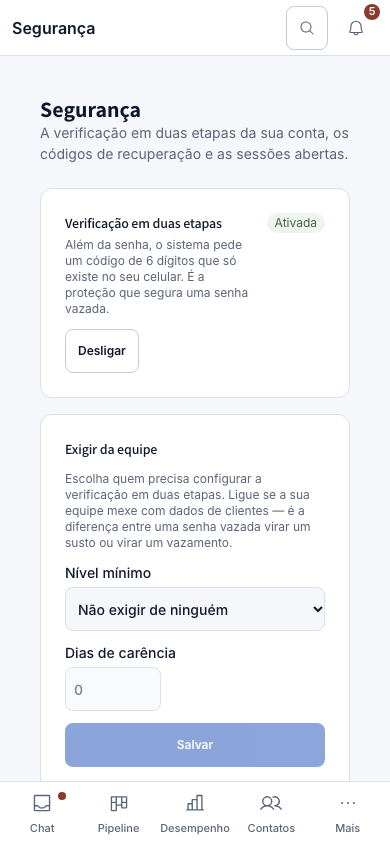 Segurança
5
Segurança
A verificação em duas etapas da sua conta, os
códigos de recuperação e as sessões abertas.
Verificação em duas etapas
Ativada
Além da senha, o sistema pede
um código de 6 dígitos que só
existe no seu celular. É a
proteção que segura uma senha
vazada.
Desligar
Exigir da equipe
Escolha quem precisa configurar a
verificação em duas etapas. Ligue se a sua
equipe mexe com dados de clientes — é a
diferença entre uma senha vazada virar um
susto ou virar um vazamento.
Nível mínimo
Não exigir de ninguém
Dias de carência
0
Salvar
Chat
Pipeline
Desempenho
Contatos
Mais